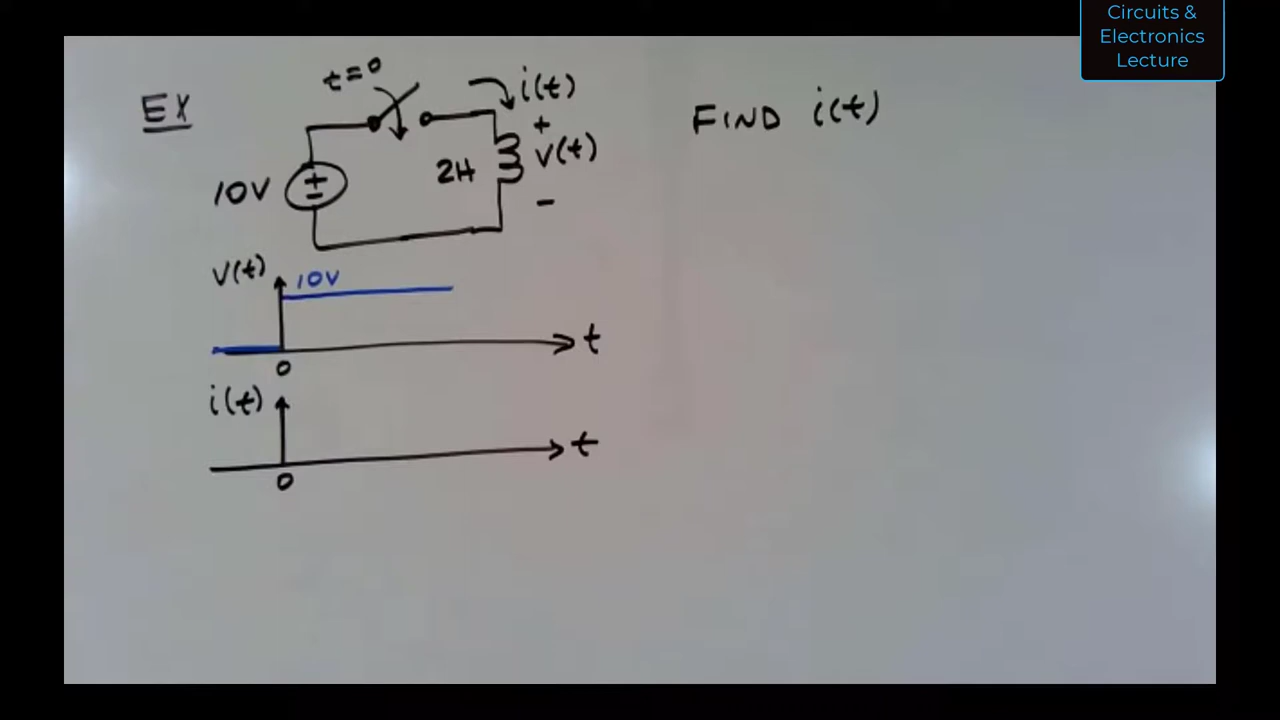 Circuits &
Electronics
Lecture
EX
t=0
i(t)
FIND i(t)
+
10V
+
-
2H
V(t)
-
V(t)
10V
t
0
i(t)
t
0